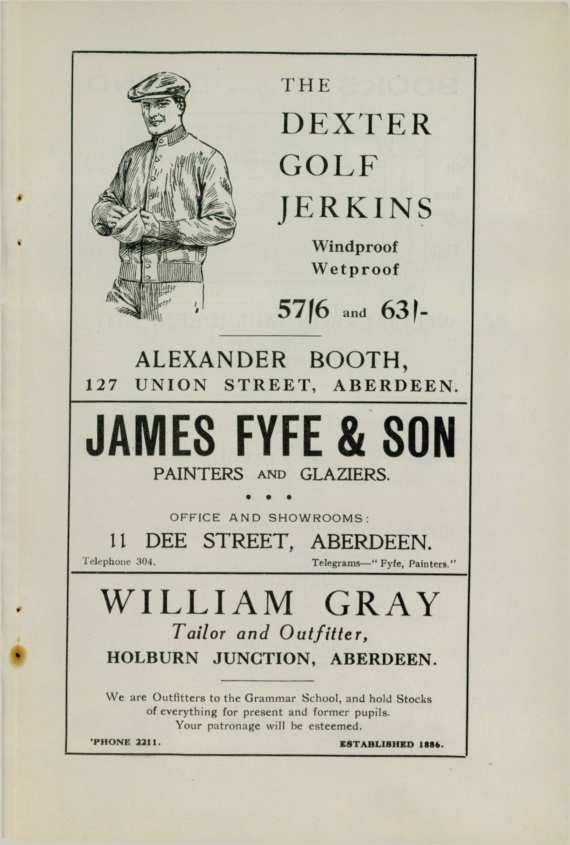 THE
DEXTER
GOLF
JERKINS
Windproof
Wetproof
57/6 and 63/-
ALEXANDER BOOTH,
127 UNION STREET, ABERDEEN.
JAMES FYFE & SON
PAINTERS AND GLAZIERS.
• • •
OFFICE AND SHOWROOMS:
11 DEE STREET, ABERDEEN.
Telephone 304. Telegrams—"Fyfe, Painters."
WILLIAM GRAY
Tailor and Outfitter,
HOLBURN JUNCTION, ABERDEEN.
We are Outfitters to the Grammar School, and hold Stocks
of everything for present and former pupils.
Your patronage will be esteemed.
'PHONE 2211. ESTABLISHED 1886.